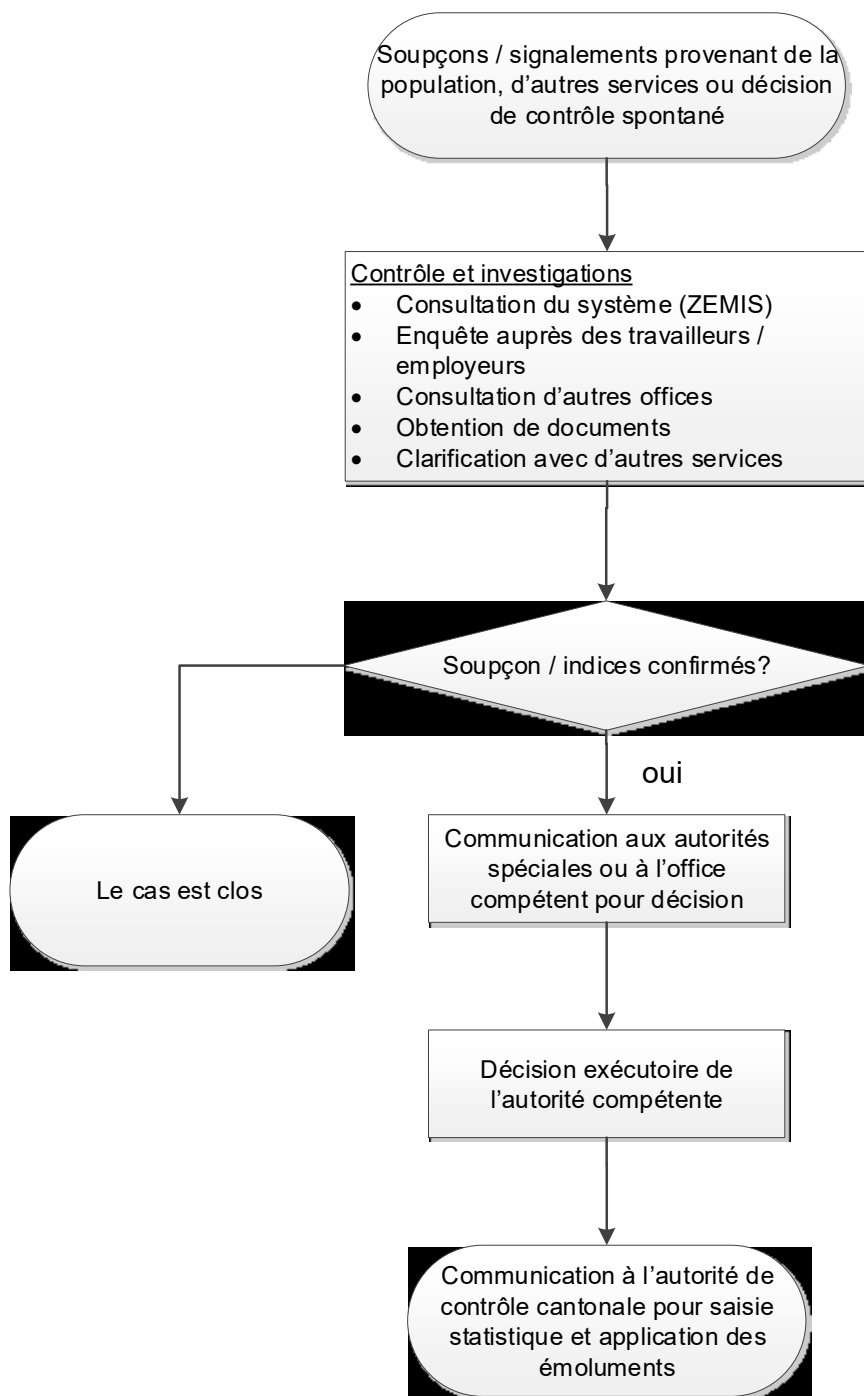 Soupçons / signalements provenant de la
population, d'autres services ou décision
de contrôle spontané
Contrôle et investigations
• Consultation du système (ZEMIS)
• Enquête auprès des travailleurs /
employeurs
• Consultation d'autres offices
• Obtention de documents
• Clarification avec d'autres services
Soupçon / indices confirmés?
oui
Communication aux autorités
spéciales ou à l'office
compétent pour décision
Le cas est clos
Décision exécutoire de
l'autorité compétente
Communication à l'autorité de
contrôle cantonale pour saisie
statistique et application des
émoluments